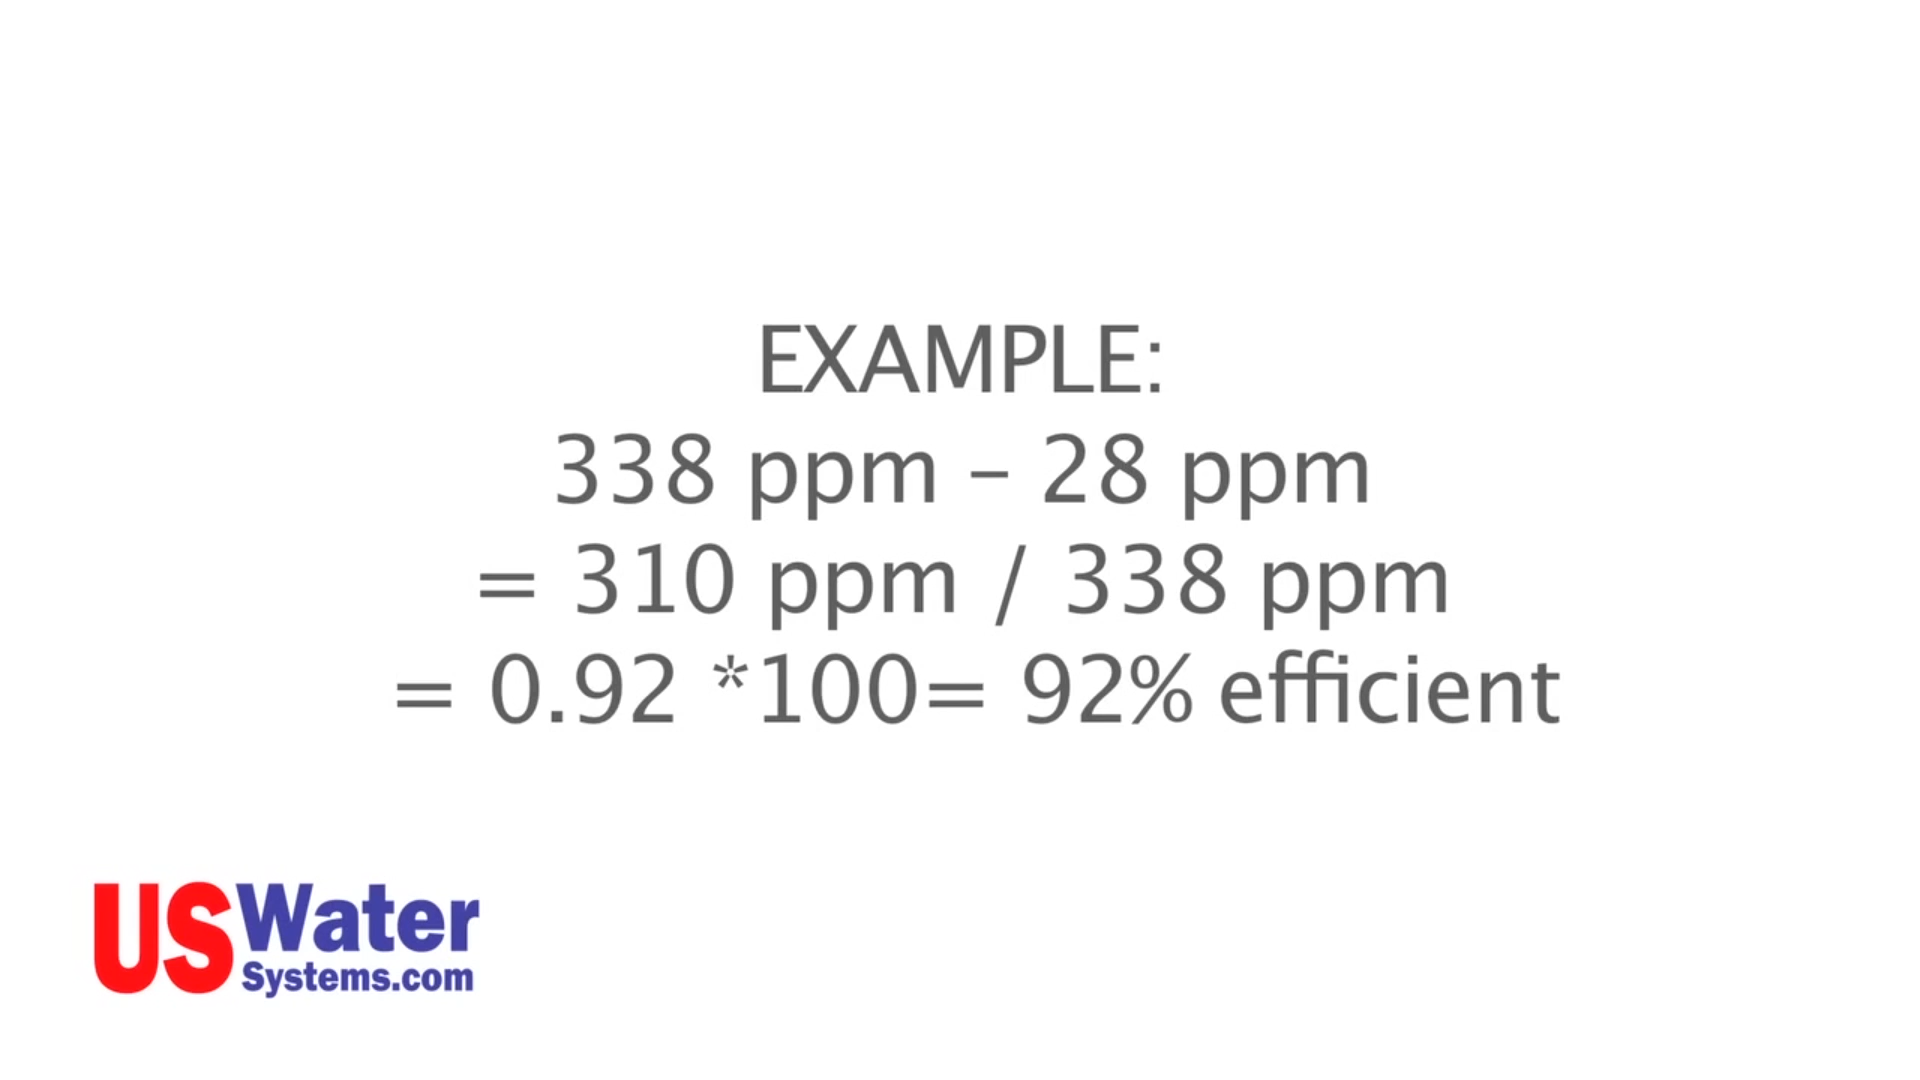 EXAMPLE:
338 ppm – 28 ppm
= 310 ppm / 338 ppm
= 0.92 *100= 92% efficient
USWater
Systems.com